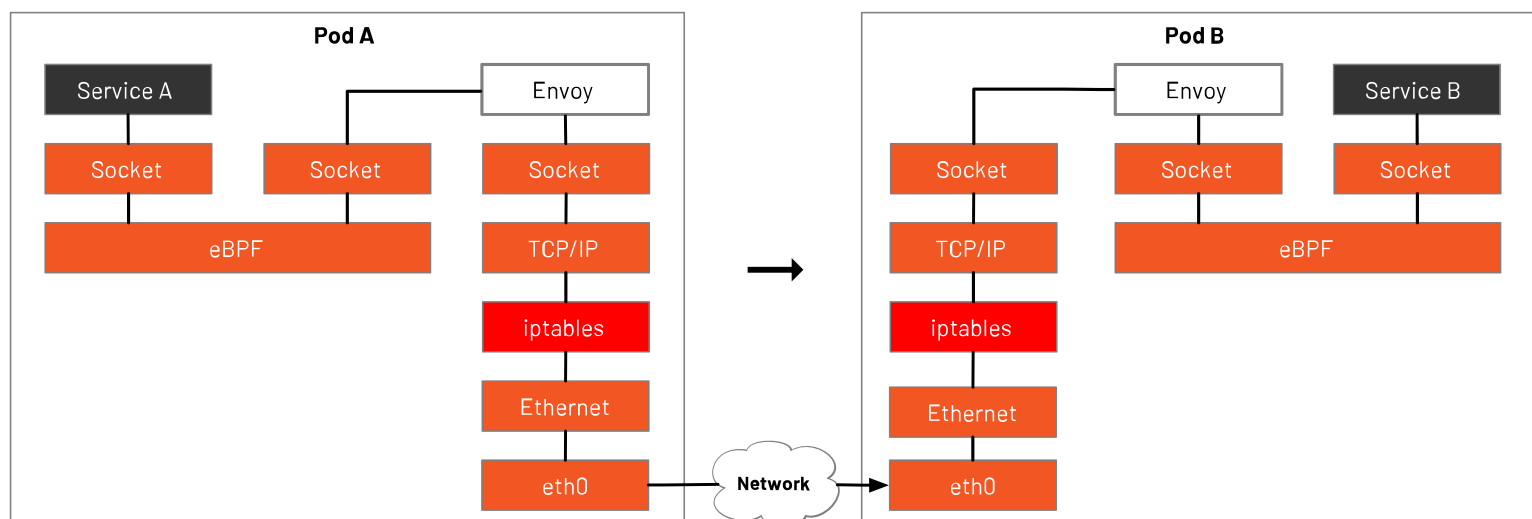 Pod A
Service A
Envoy
Socket
Socket
Socket
eBPF
TCP/IP
iptables
Ethernet
eth0
Network
Pod B
Envoy
Service B
Socket
Socket
Socket
TCP/IP
eBPF
iptables
Ethernet
eth0